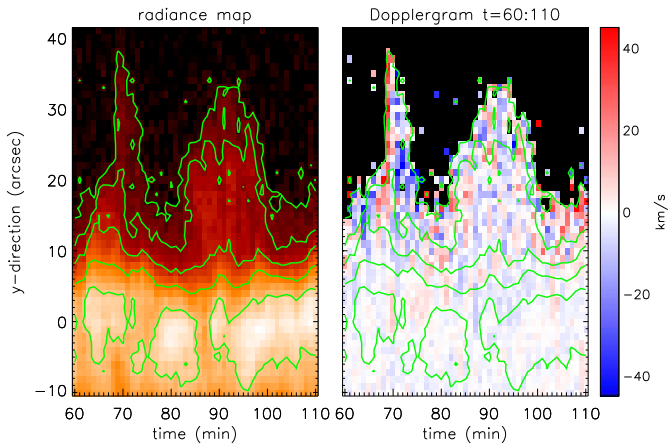 radiance map
Dopplergram t=60:110
40
30
20
10
0
−10
y−direction (arcsec)
60 70 80 90 100 110
time (min)
60 70 80 90 100 110
time (min)
40
20
0
−20
−40
km/s